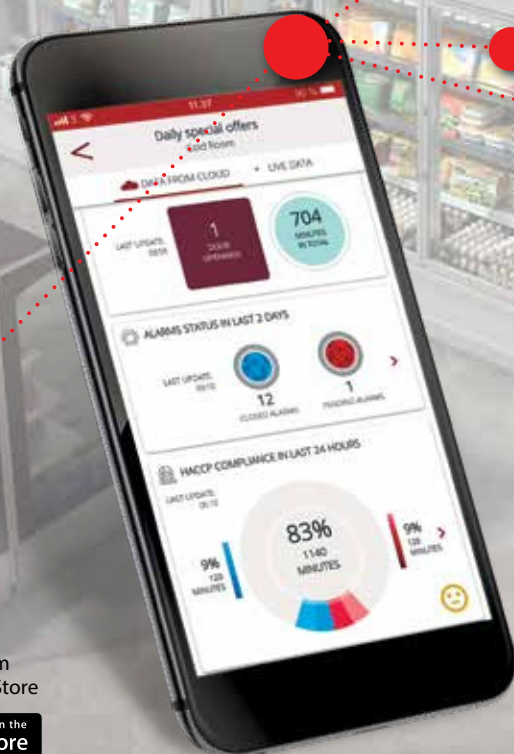 11.37
Daily special offers
Cold Room
DATA FROM CLOUD
LIVE DATA
LAST UPDATE:
1
DOOR
OPENINGS
704
MINUTES
IN TOTAL
ALARMS STATUS IN LAST 2 DAYS
LAST UPDATE:
12
CLOSED ALARMS
1
PENDING ALARMS
HACCP COMPLIANCE IN LAST 24 HOURS
LAST UPDATE:
83%
1140
MINUTES
9%
MINUTES
9%
MINUTES
m
Store
n the
ore